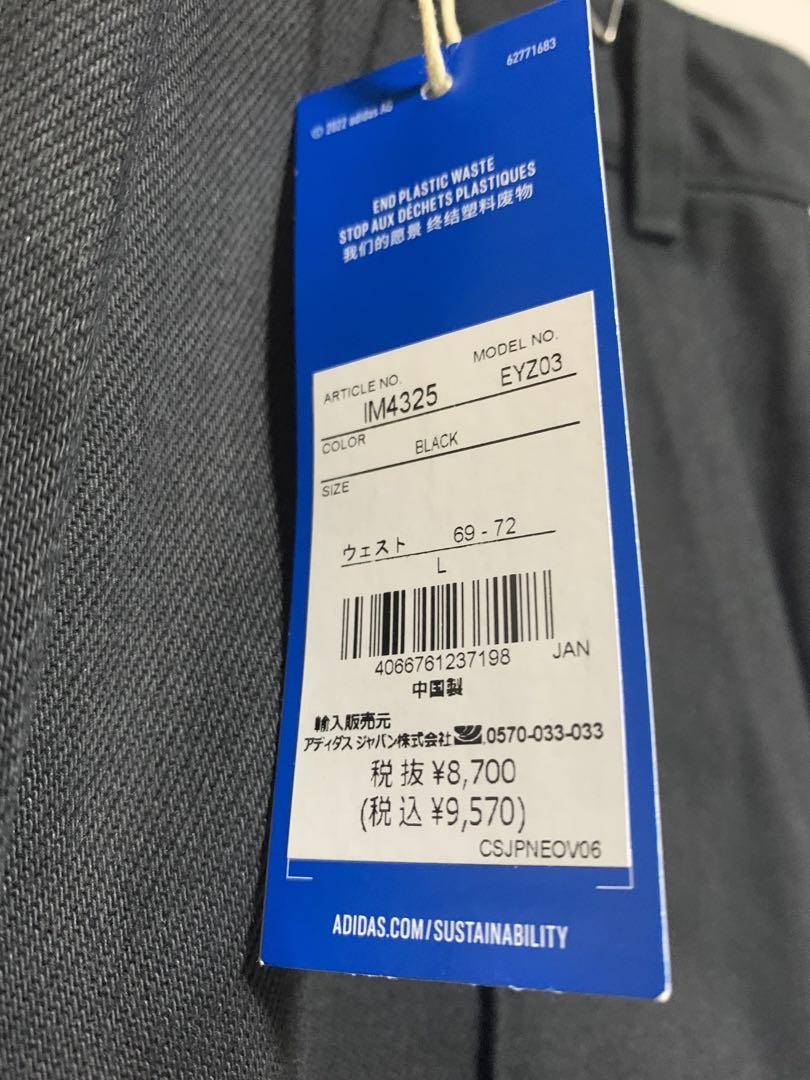 62771683
© 2022 adidas AG
END PLASTIC WASTE
STOP AUX DÉCHETS PLASTIQUES
我们的愿景 终结塑料废物
ARTICLE NO. MODEL NO.
IM4325 EYZ03
COLOR BLACK
SIZE
ウェスト 69 - 72
L
4066761237198 JAN
中国製
輸入販売元
アディダス ジャパン株式会社 0570-033-033
税抜 ¥8,700
(税込 ¥9,570)
CSJPNEOV06
ADIDAS.COM/SUSTAINABILITY